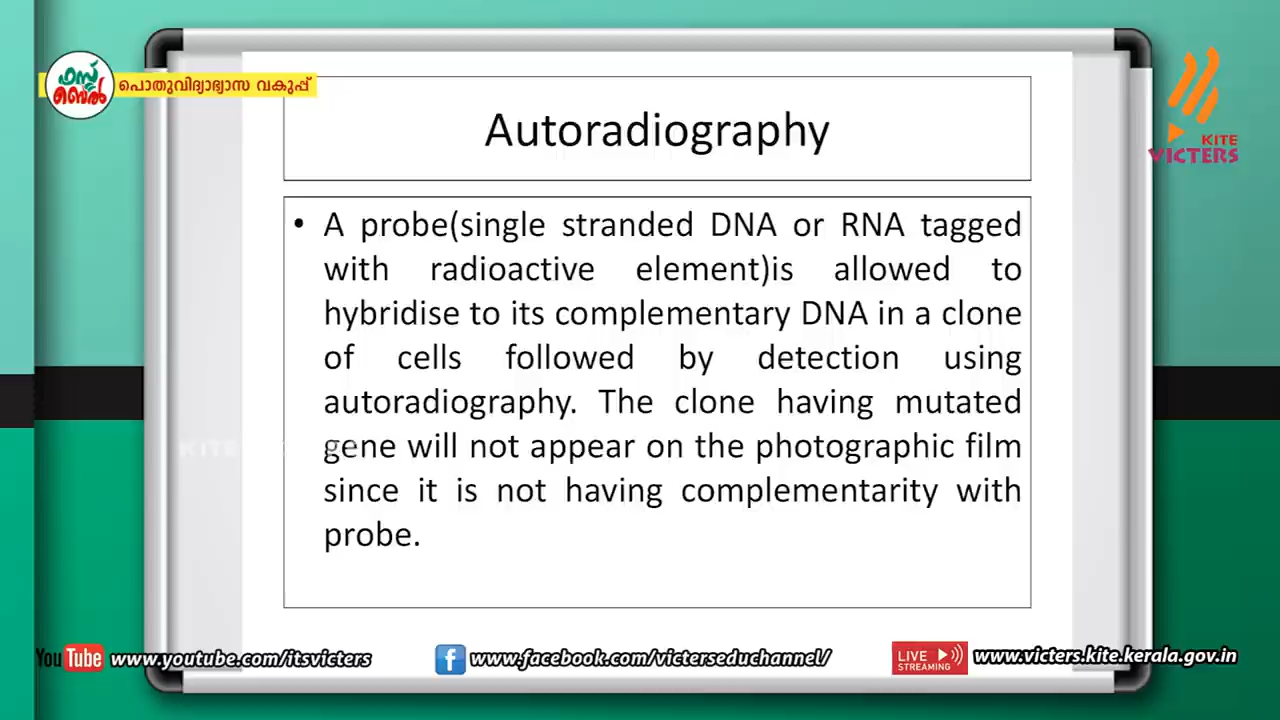 ഫസ്റ്റ്
ബെൽ
പൊതുവിദ്യാഭ്യാസ വകുപ്പ്
KITE
VICTERS
Autoradiography
• A probe(single stranded DNA or RNA tagged
with radioactive element)is allowed to
hybridise to its complementary DNA in a clone
of cells followed by detection using
autoradiography. The clone having mutated
gene will not appear on the photographic film
since it is not having complementarity with
probe.
KITE
YouTube www.youtube.com/itsvicters
f www.facebook.com/victerseduchannel/
LIVE STREAMING www.victers.kite.kerala.gov.in